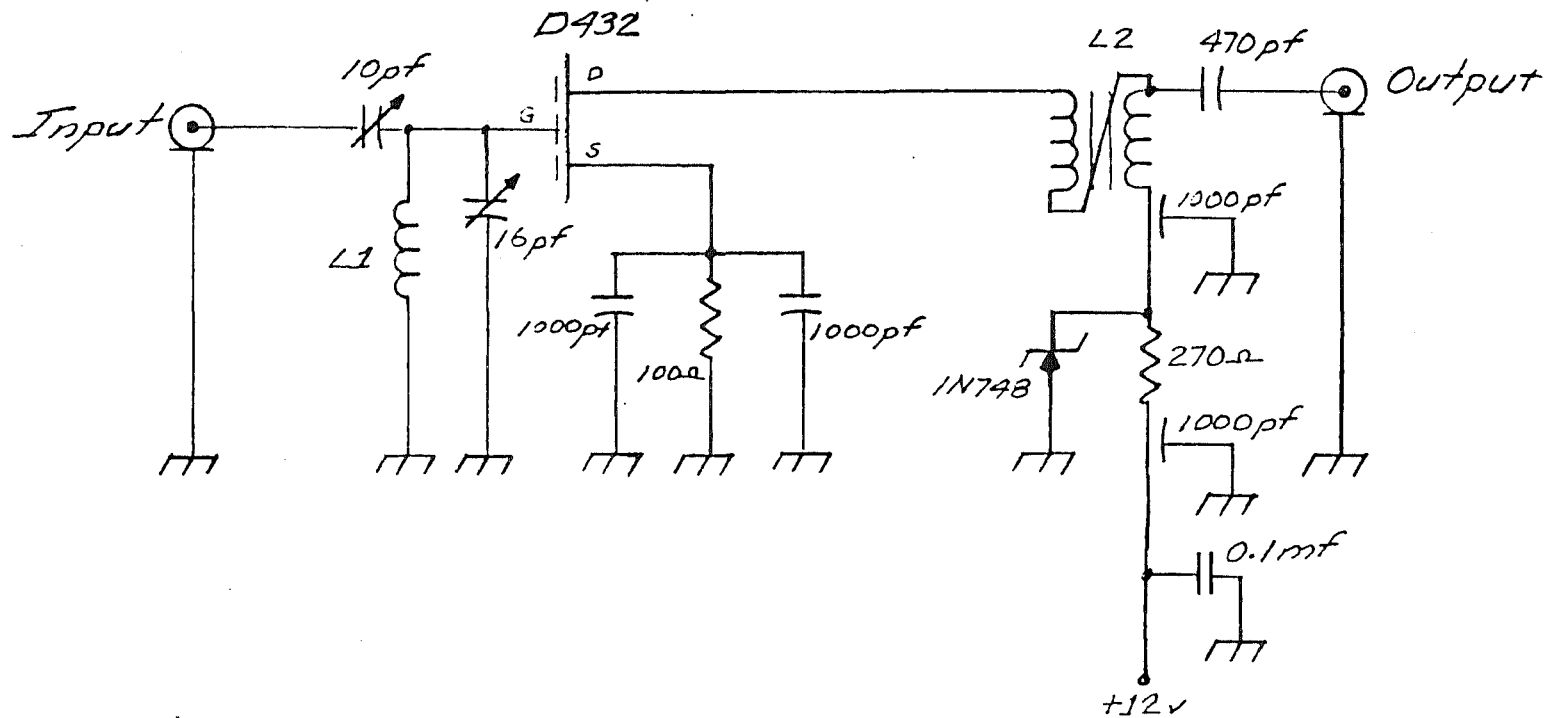 D432
L2
470pf
10pf
D
Output
Input
G
S
1000pf
16pf
L1
1000pf
1000pf
270Ω
100Ω
1N748
1000pf
0.1mf
+12v